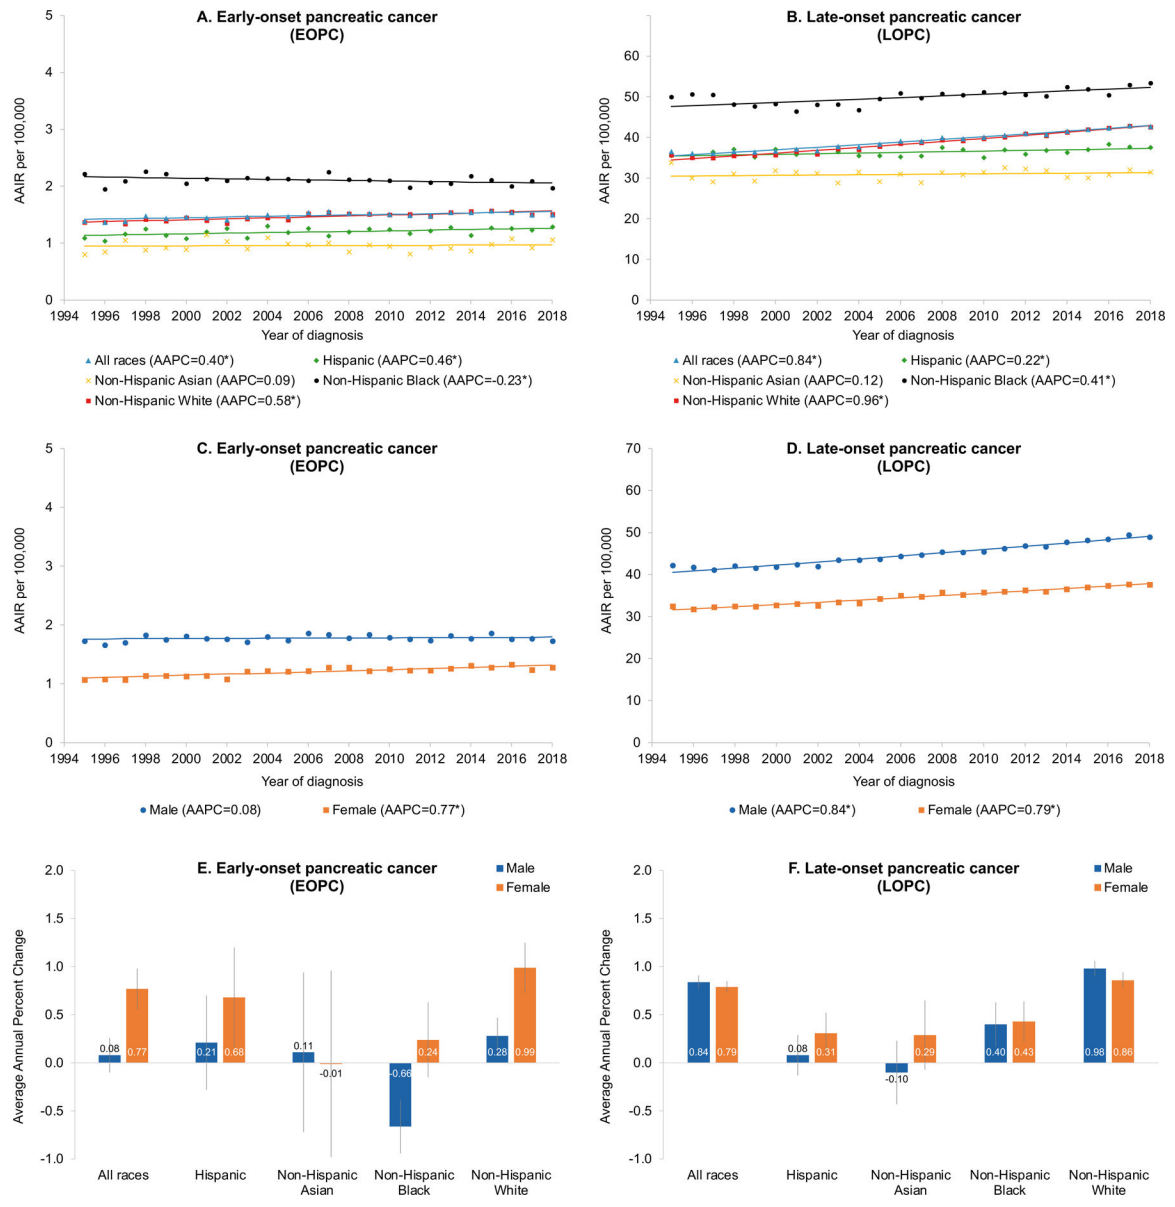 A. Early-onset pancreatic cancer
(EOPC)
AAIR per 100,000
5
4
3
2
1
0
1994 1996 1998 2000 2002 2004 2006 2008 2010 2012 2014 2016 2018
Year of diagnosis
All races (AAPC=0.40*)
Hispanic (AAPC=0.46*)
Non-Hispanic Asian (AAPC=0.09)
Non-Hispanic Black (AAPC=-0.23*)
Non-Hispanic White (AAPC=0.58*)
B. Late-onset pancreatic cancer
(LOPC)
AAIR per 100,000
60
50
40
30
20
10
0
1994 1996 1998 2000 2002 2004 2006 2008 2010 2012 2014 2016 2018
Year of diagnosis
All races (AAPC=0.84*)
Hispanic (AAPC=0.22*)
Non-Hispanic Asian (AAPC=0.12)
Non-Hispanic Black (AAPC=0.41*)
Non-Hispanic White (AAPC=0.96*)
C. Early-onset pancreatic cancer
(EOPC)
AAIR per 100,000
5
4
3
2
1
0
1994 1996 1998 2000 2002 2004 2006 2008 2010 2012 2014 2016 2018
Year of diagnosis
Male (AAPC=0.08)
Female (AAPC=0.77*)
D. Late-onset pancreatic cancer
(LOPC)
AAIR per 100,000
70
60
50
40
30
20
10
0
1994 1996 1998 2000 2002 2004 2006 2008 2010 2012 2014 2016 2018
Year of diagnosis
Male (AAPC=0.84*)
Female (AAPC=0.79*)
E. Early-onset pancreatic cancer
(EOPC)
Male
Female
Average Annual Percent Change
2.0
1.5
1.0
0.5
0.0
-0.5
-1.0
0.08 0.77 0.21 0.68 0.11 -0.01 -0.66 0.24 0.28 0.99
All races
Hispanic
Non-Hispanic
Asian
Non-Hispanic
Black
Non-Hispanic
White
F. Late-onset pancreatic cancer
(LOPC)
Male
Female
Average Annual Percent Change
2.0
1.5
1.0
0.5
0.0
-0.5
-1.0
0.84 0.79 0.08 0.31 -0.10 0.29 0.40 0.43 0.98 0.86
All races
Hispanic
Non-Hispanic
Asian
Non-Hispanic
Black
Non-Hispanic
White